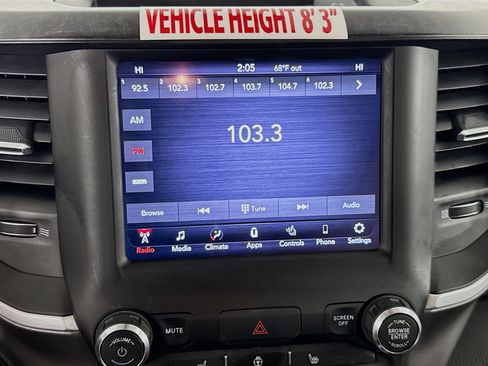 VEHICLE HEIGHT 8' 3"
HI 2:05 68°F out HI
1 92.5 2 102.3 3 102.7 4 103.7 5 104.7 6 102.3
AM
103.3
FM
SXM
Browse Tune Audio
Radio Media Climate Apps Controls Phone Settings
MUTE SCREEN OFF
VOLUME
TUNE
BROWSE
ENTER
SCROLL